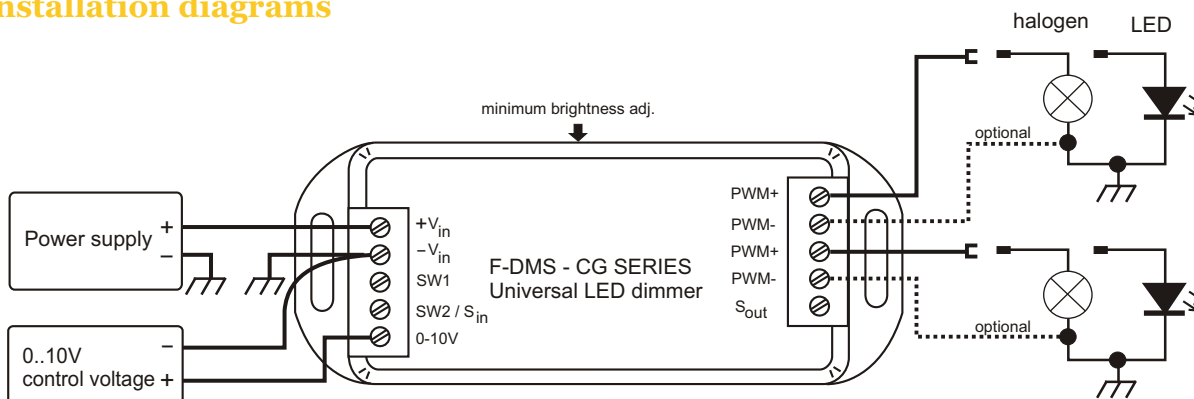 nstallation diagrams
halogen
LED
minimum brightness adj.
optional
Power supply
+
−
+Vin
−Vin
SW1
SW2 / Sin
0-10V
F-DMS - CG SERIES
Universal LED dimmer
PWM+
PWM-
PWM+
PWM-
Sout
optional
0..10V
control voltage
−
+